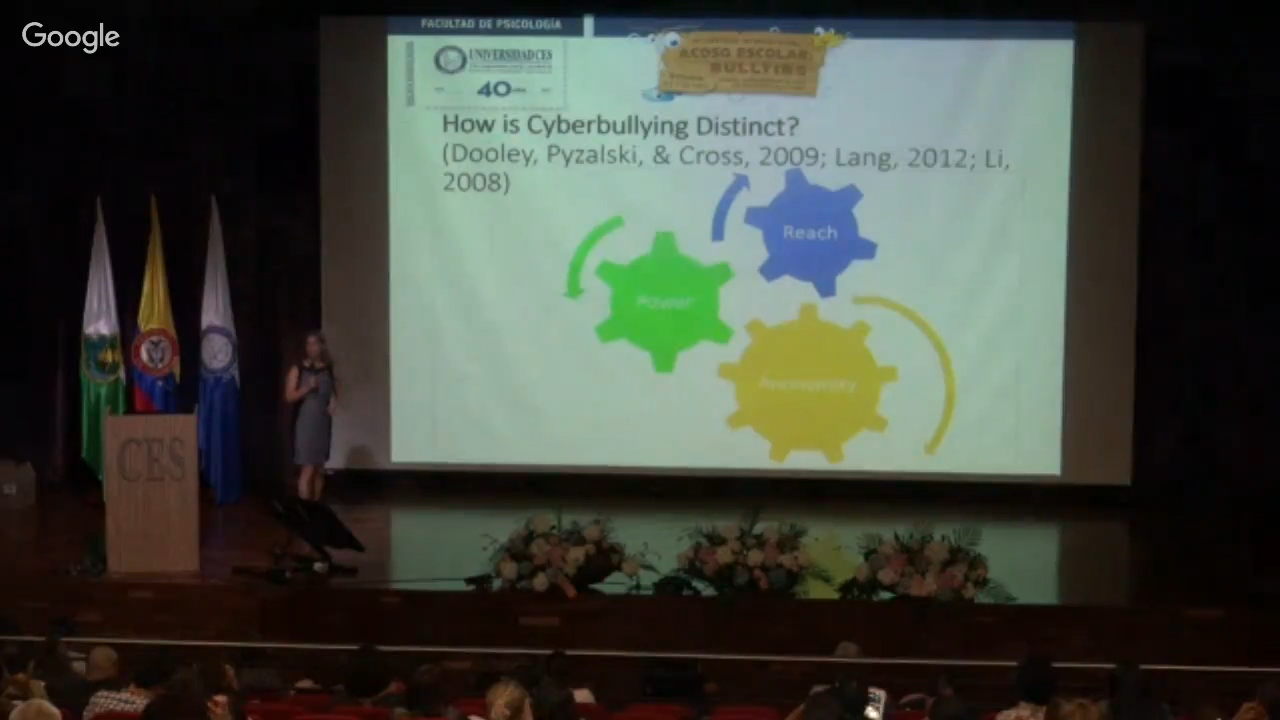 Google
FACULTAD DE PSICOLOGÍA
UNIVERSIDAD CES
40
ACOSO ESCOLAR
BULLYING
How is Cyberbullying Distinct?
(Dooley, Pyzalski, & Cross, 2009; Lang, 2012; Li,
2008)
Reach
Power
Anonymity
CES